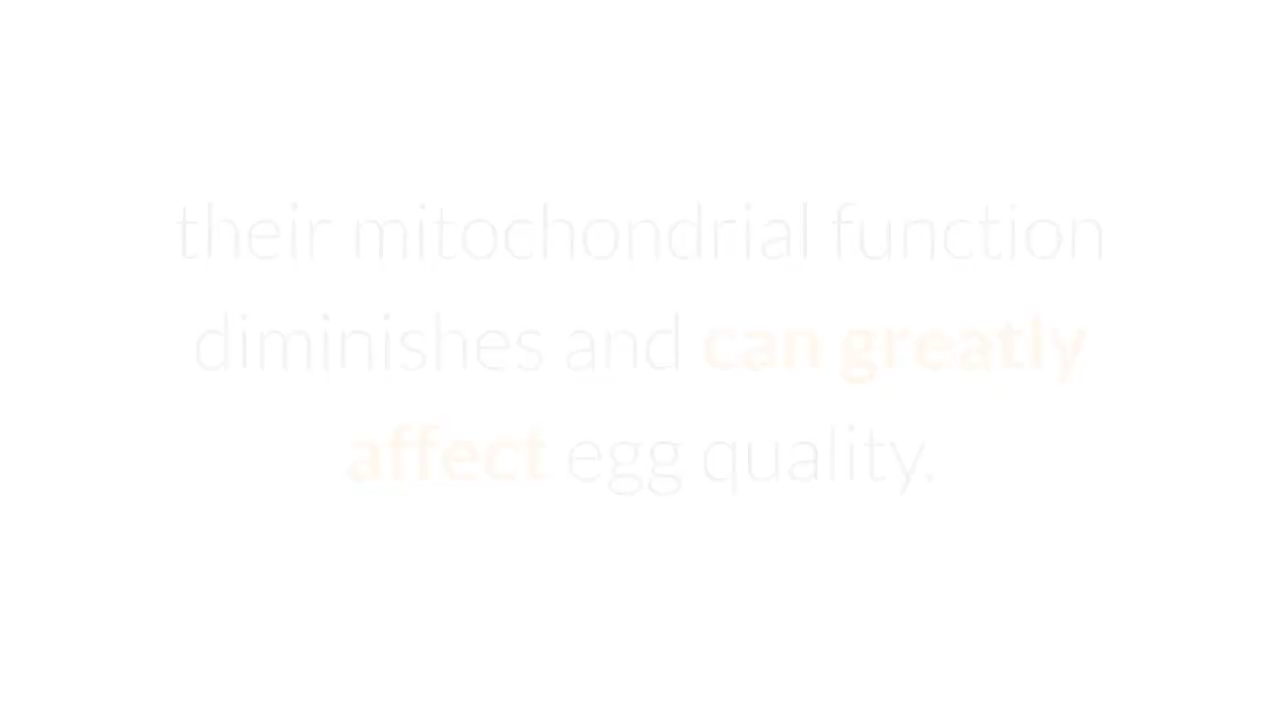 their mitochondrial function
diminishes and can greatly
affect egg quality.